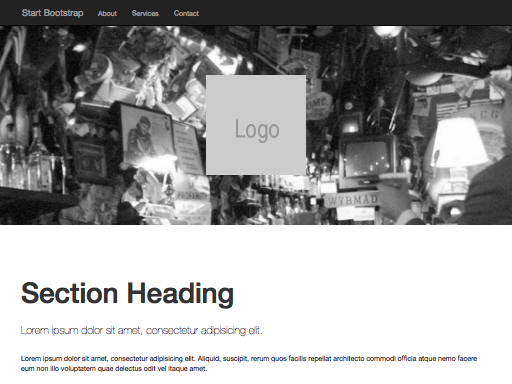 Start Bootstrap About Services Contact
Logo
WYBMAD
Section Heading
Lorem ipsum dolor sit amet, consectetur adipisicing elit.
Lorem ipsum dolor sit amet, consectetur adipisicing elit. Aliquid, suscipit, rerum quos facilis repellat architecto commodi officia atque nemo facere
eum non illo voluptatem quae delectus odit vel itaque amet.